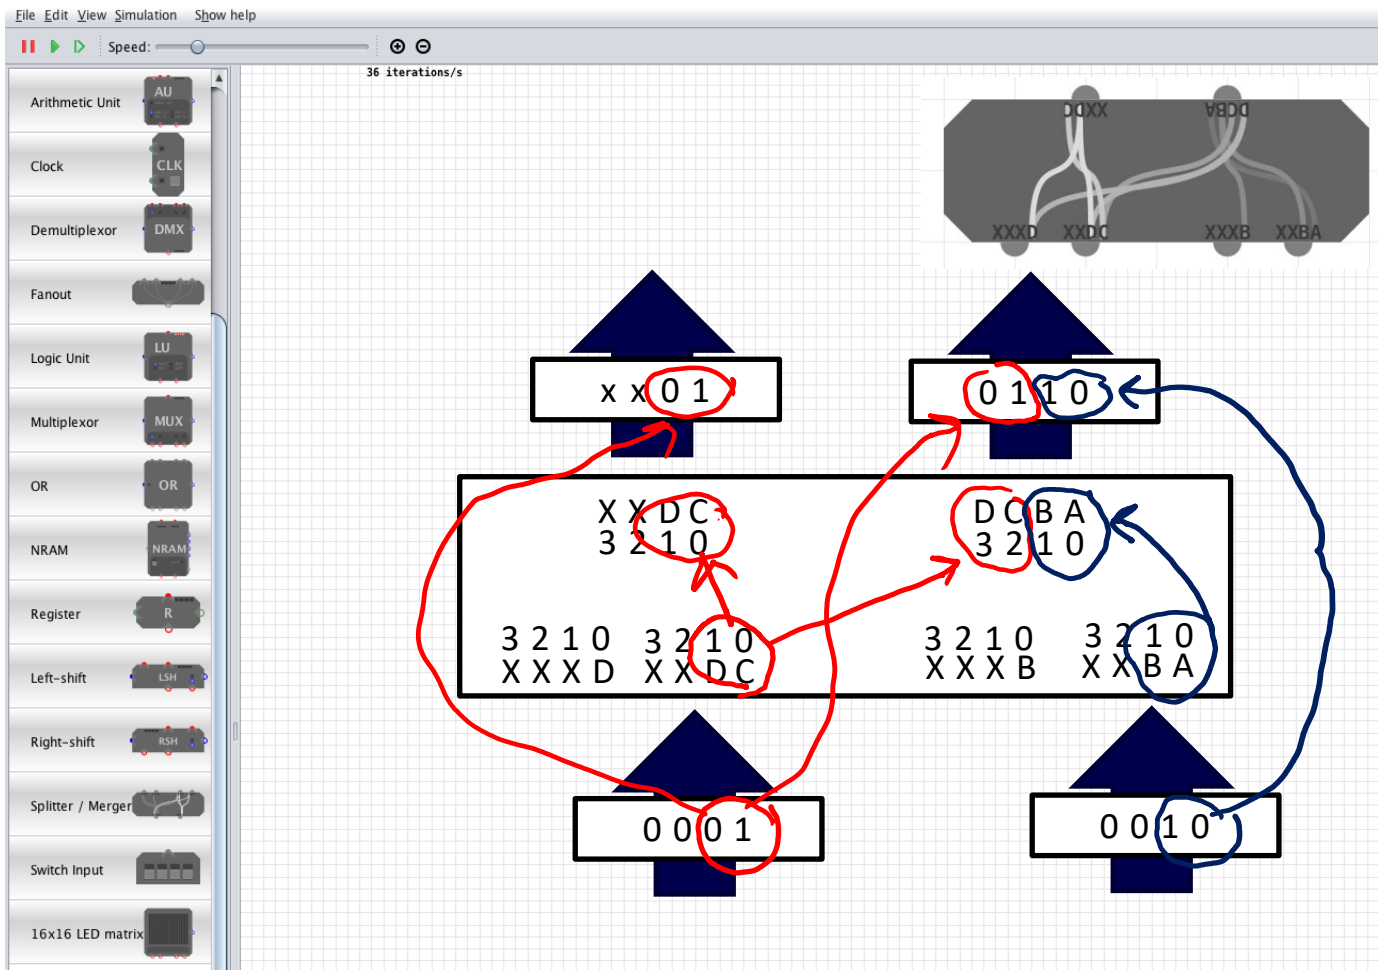 File Edit View Simulation Show help
Speed:
36 iterations/s
Arithmetic Unit AU
Clock CLK
Demultiplexor DMX
Fanout
Logic Unit LU
Multiplexor MUX
OR OR
NRAM NRAM
Register R
Left-shift LSH
Right-shift RSH
Splitter / Merger
Switch Input
16x16 LED matrix
XXDC DCBA
XXXD XXDC XXXB XXBA
x x 0 1 0 1 1 0
X X D C D C B A
3 2 1 0 3 2 1 0
3 2 1 0 3 2 1 0 3 2 1 0 3 2 1 0
X X X D X X D C X X X B X X B A
0 0 0 1 0 0 1 0